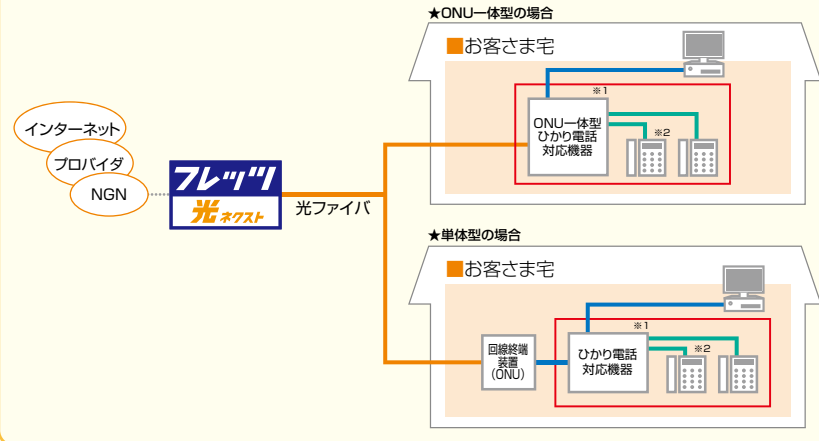 ★ONU一体型の場合
■お客さま宅
※1
ONU一体型
ひかり電話
対応機器
※2
インターネット
プロバイダ
NGN
フレッツ
光ネクスト
光ファイバ
★単体型の場合
■お客さま宅
※1
回線終端
装置
(ONU)
ひかり電話
対応機器
※2